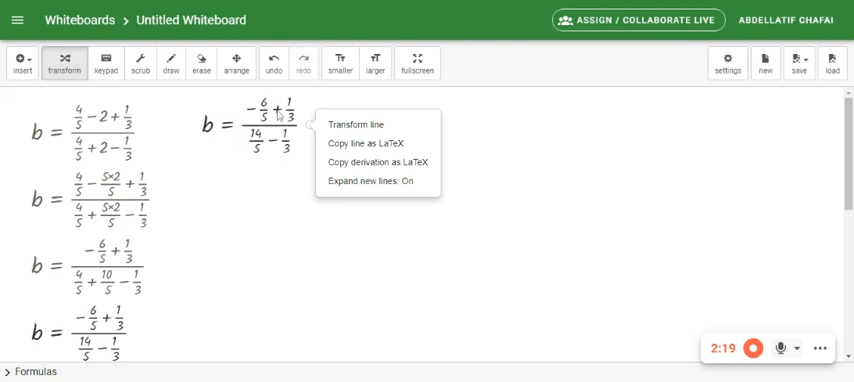 Whiteboards > Untitled Whiteboard
ASSIGN / COLLABORATE LIVE
ABDELLATIF CHAFAI
insert
transform
keypad
scrub
draw
erase
arrange
undo
redo
smaller
larger
fullscreen
settings
new
save
load
b = (4/5 - 2 + 1/3) / (4/5 + 2 - 1/3)
b = (4/5 - 5×2/5 + 1/3) / (4/5 + 5×2/5 - 1/3)
b = (-6/5 + 1/3) / (4/5 + 10/5 - 1/3)
b = (-6/5 + 1/3) / (14/5 - 1/3)
b = (-6/5 + 1/3) / (14/5 - 1/3)
Transform line
Copy line as LaTeX
Copy derivation as LaTeX
Expand new lines: On
2:19
> Formulas